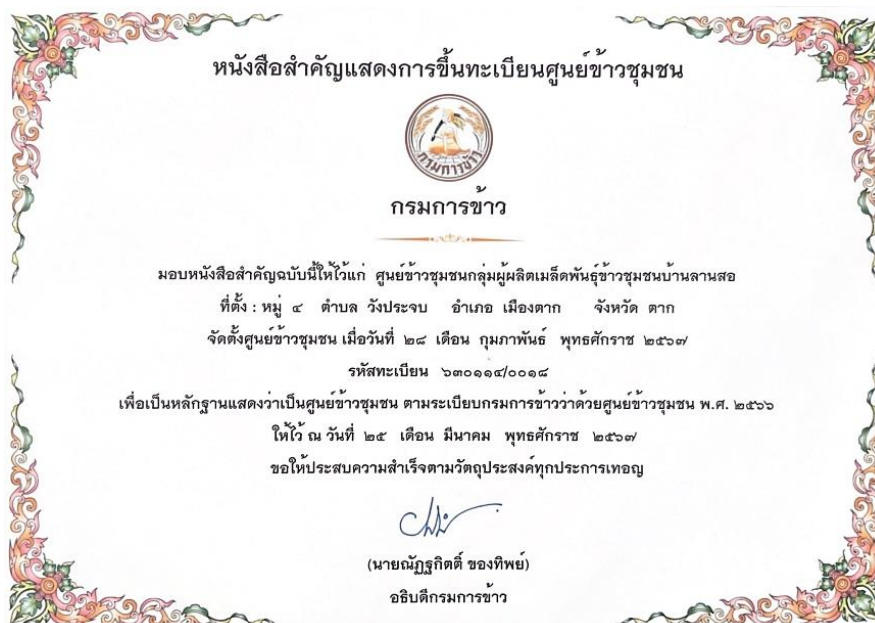 หนังสือสำคัญแสดงการขึ้นทะเบียนศูนย์ข้าวชุมชน
กรมการข้าว
กรมการข้าว
มอบหนังสือสำคัญฉบับนี้ให้ไว้แก่ ศูนย์ข้าวชุมชนกลุ่มผู้ผลิตเมล็ดพันธุ์ข้าวชุมชนบ้านลานสอ
ที่ตั้ง : หมู่ ๔ ตำบล วังประจบ อำเภอ เมืองตาก จังหวัด ตาก
จัดตั้งศูนย์ข้าวชุมชน เมื่อวันที่ ๒๘ เดือน กุมภาพันธ์ พุทธศักราช ๒๕๖๗
รหัสทะเบียน ๖๓๐๑๑๔/๐๐๑๘
เพื่อเป็นหลักฐานแสดงว่าเป็นศูนย์ข้าวชุมชน ตามระเบียบกรมการข้าวว่าด้วยศูนย์ข้าวชุมชน พ.ศ. ๒๕๖๖
ให้ไว้ ณ วันที่ ๒๕ เดือน มีนาคม พุทธศักราช ๒๕๖๗
ขอให้ประสบความสำเร็จตามวัตถุประสงค์ทุกประการเทอญ
(นายณัฏฐกิตติ์ ของทิพย์)
อธิบดีกรมการข้าว